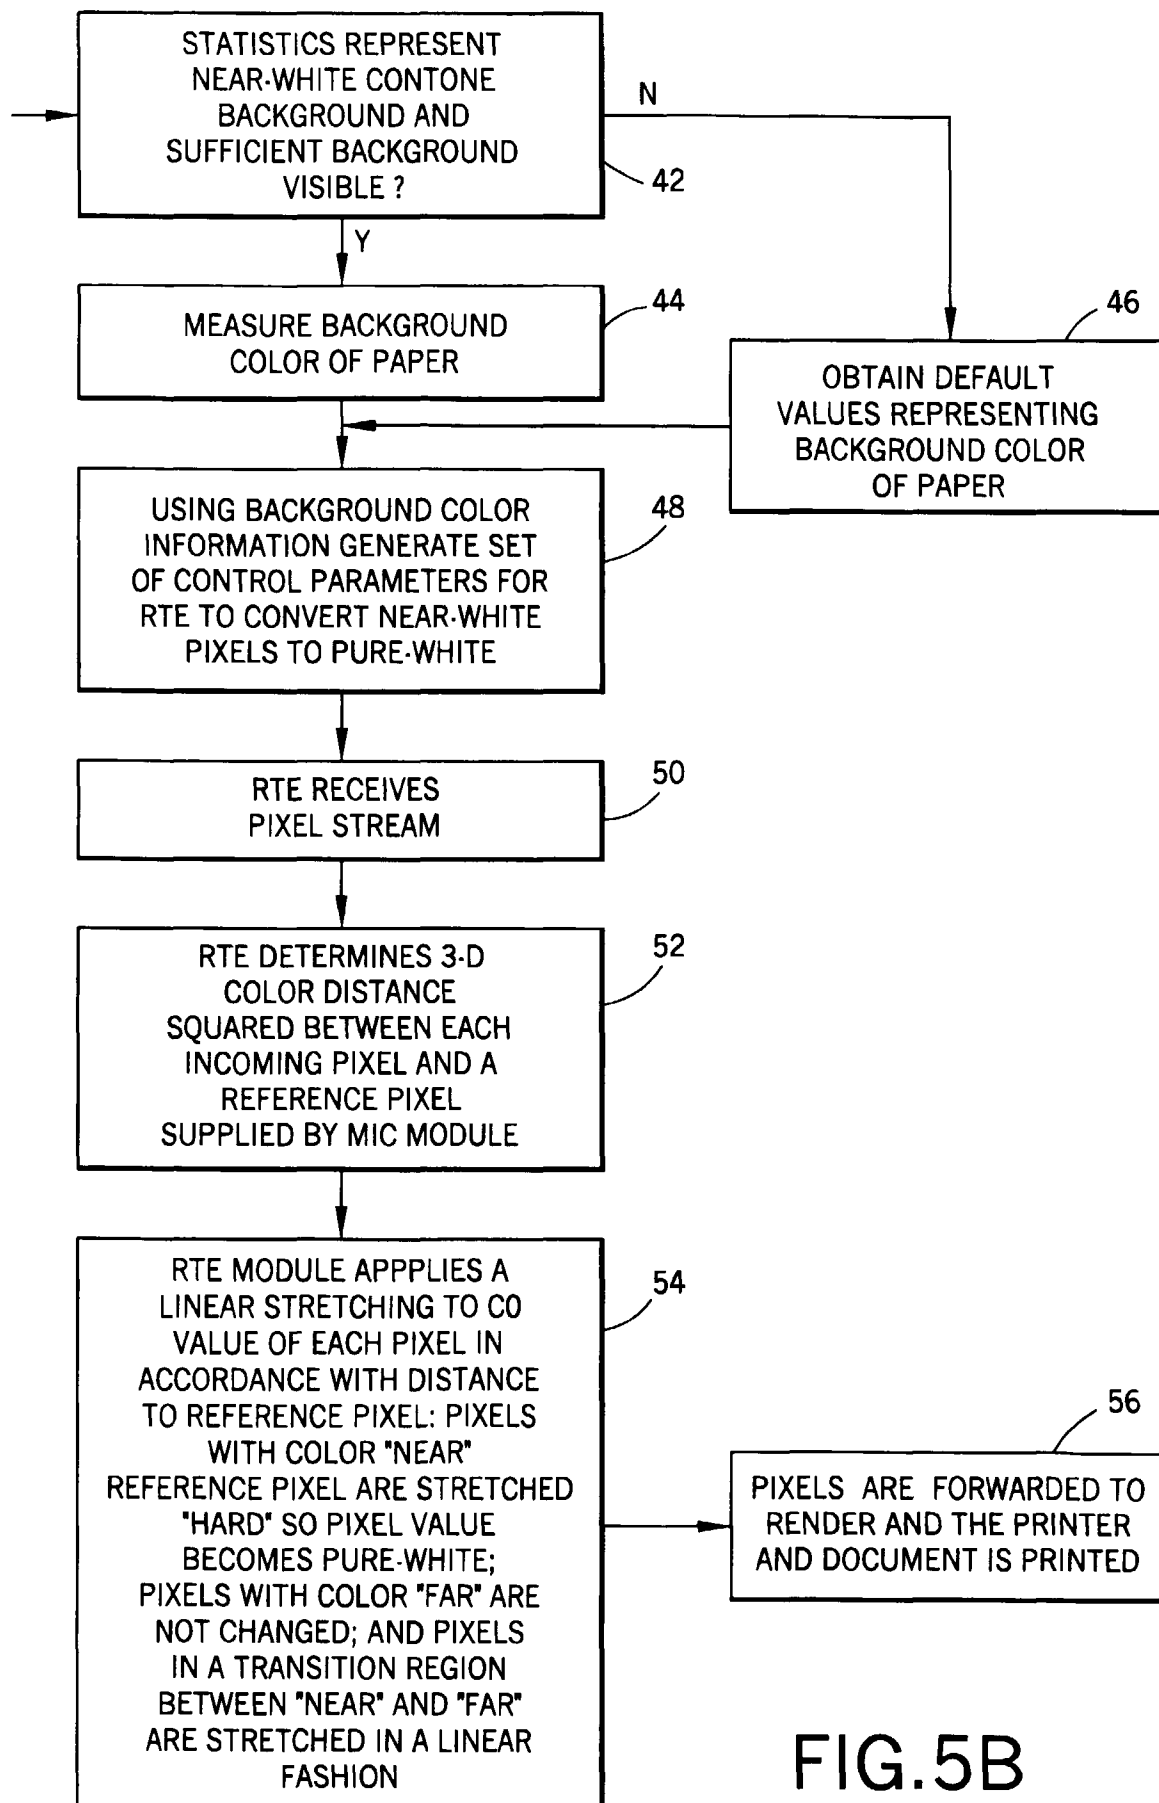 STATISTICS REPRESENT
NEAR-WHITE CONTONE
BACKGROUND AND
SUFFICIENT BACKGROUND
VISIBLE ?
N
42
Y
44
MEASURE BACKGROUND
COLOR OF PAPER
46
OBTAIN DEFAULT
VALUES REPRESENTING
BACKGROUND COLOR
OF PAPER
48
USING BACKGROUND COLOR
INFORMATION GENERATE SET
OF CONTROL PARAMETERS FOR
RTE TO CONVERT NEAR-WHITE
PIXELS TO PURE-WHITE
50
RTE RECEIVES
PIXEL STREAM
52
RTE DETERMINES 3-D
COLOR DISTANCE
SQUARED BETWEEN EACH
INCOMING PIXEL AND A
REFERENCE PIXEL
SUPPLIED BY MIC MODULE
54
RTE MODULE APPPLIES A
LINEAR STRETCHING TO CO
VALUE OF EACH PIXEL IN
ACCORDANCE WITH DISTANCE
TO REFERENCE PIXEL: PIXELS
WITH COLOR "NEAR"
REFERENCE PIXEL ARE STRETCHED
"HARD" SO PIXEL VALUE
BECOMES PURE-WHITE;
PIXELS WITH COLOR "FAR" ARE
NOT CHANGED; AND PIXELS
IN A TRANSITION REGION
BETWEEN "NEAR" AND "FAR"
ARE STRETCHED IN A LINEAR
FASHION
56
PIXELS ARE FORWARDED TO
RENDER AND THE PRINTER
AND DOCUMENT IS PRINTED
FIG.5B